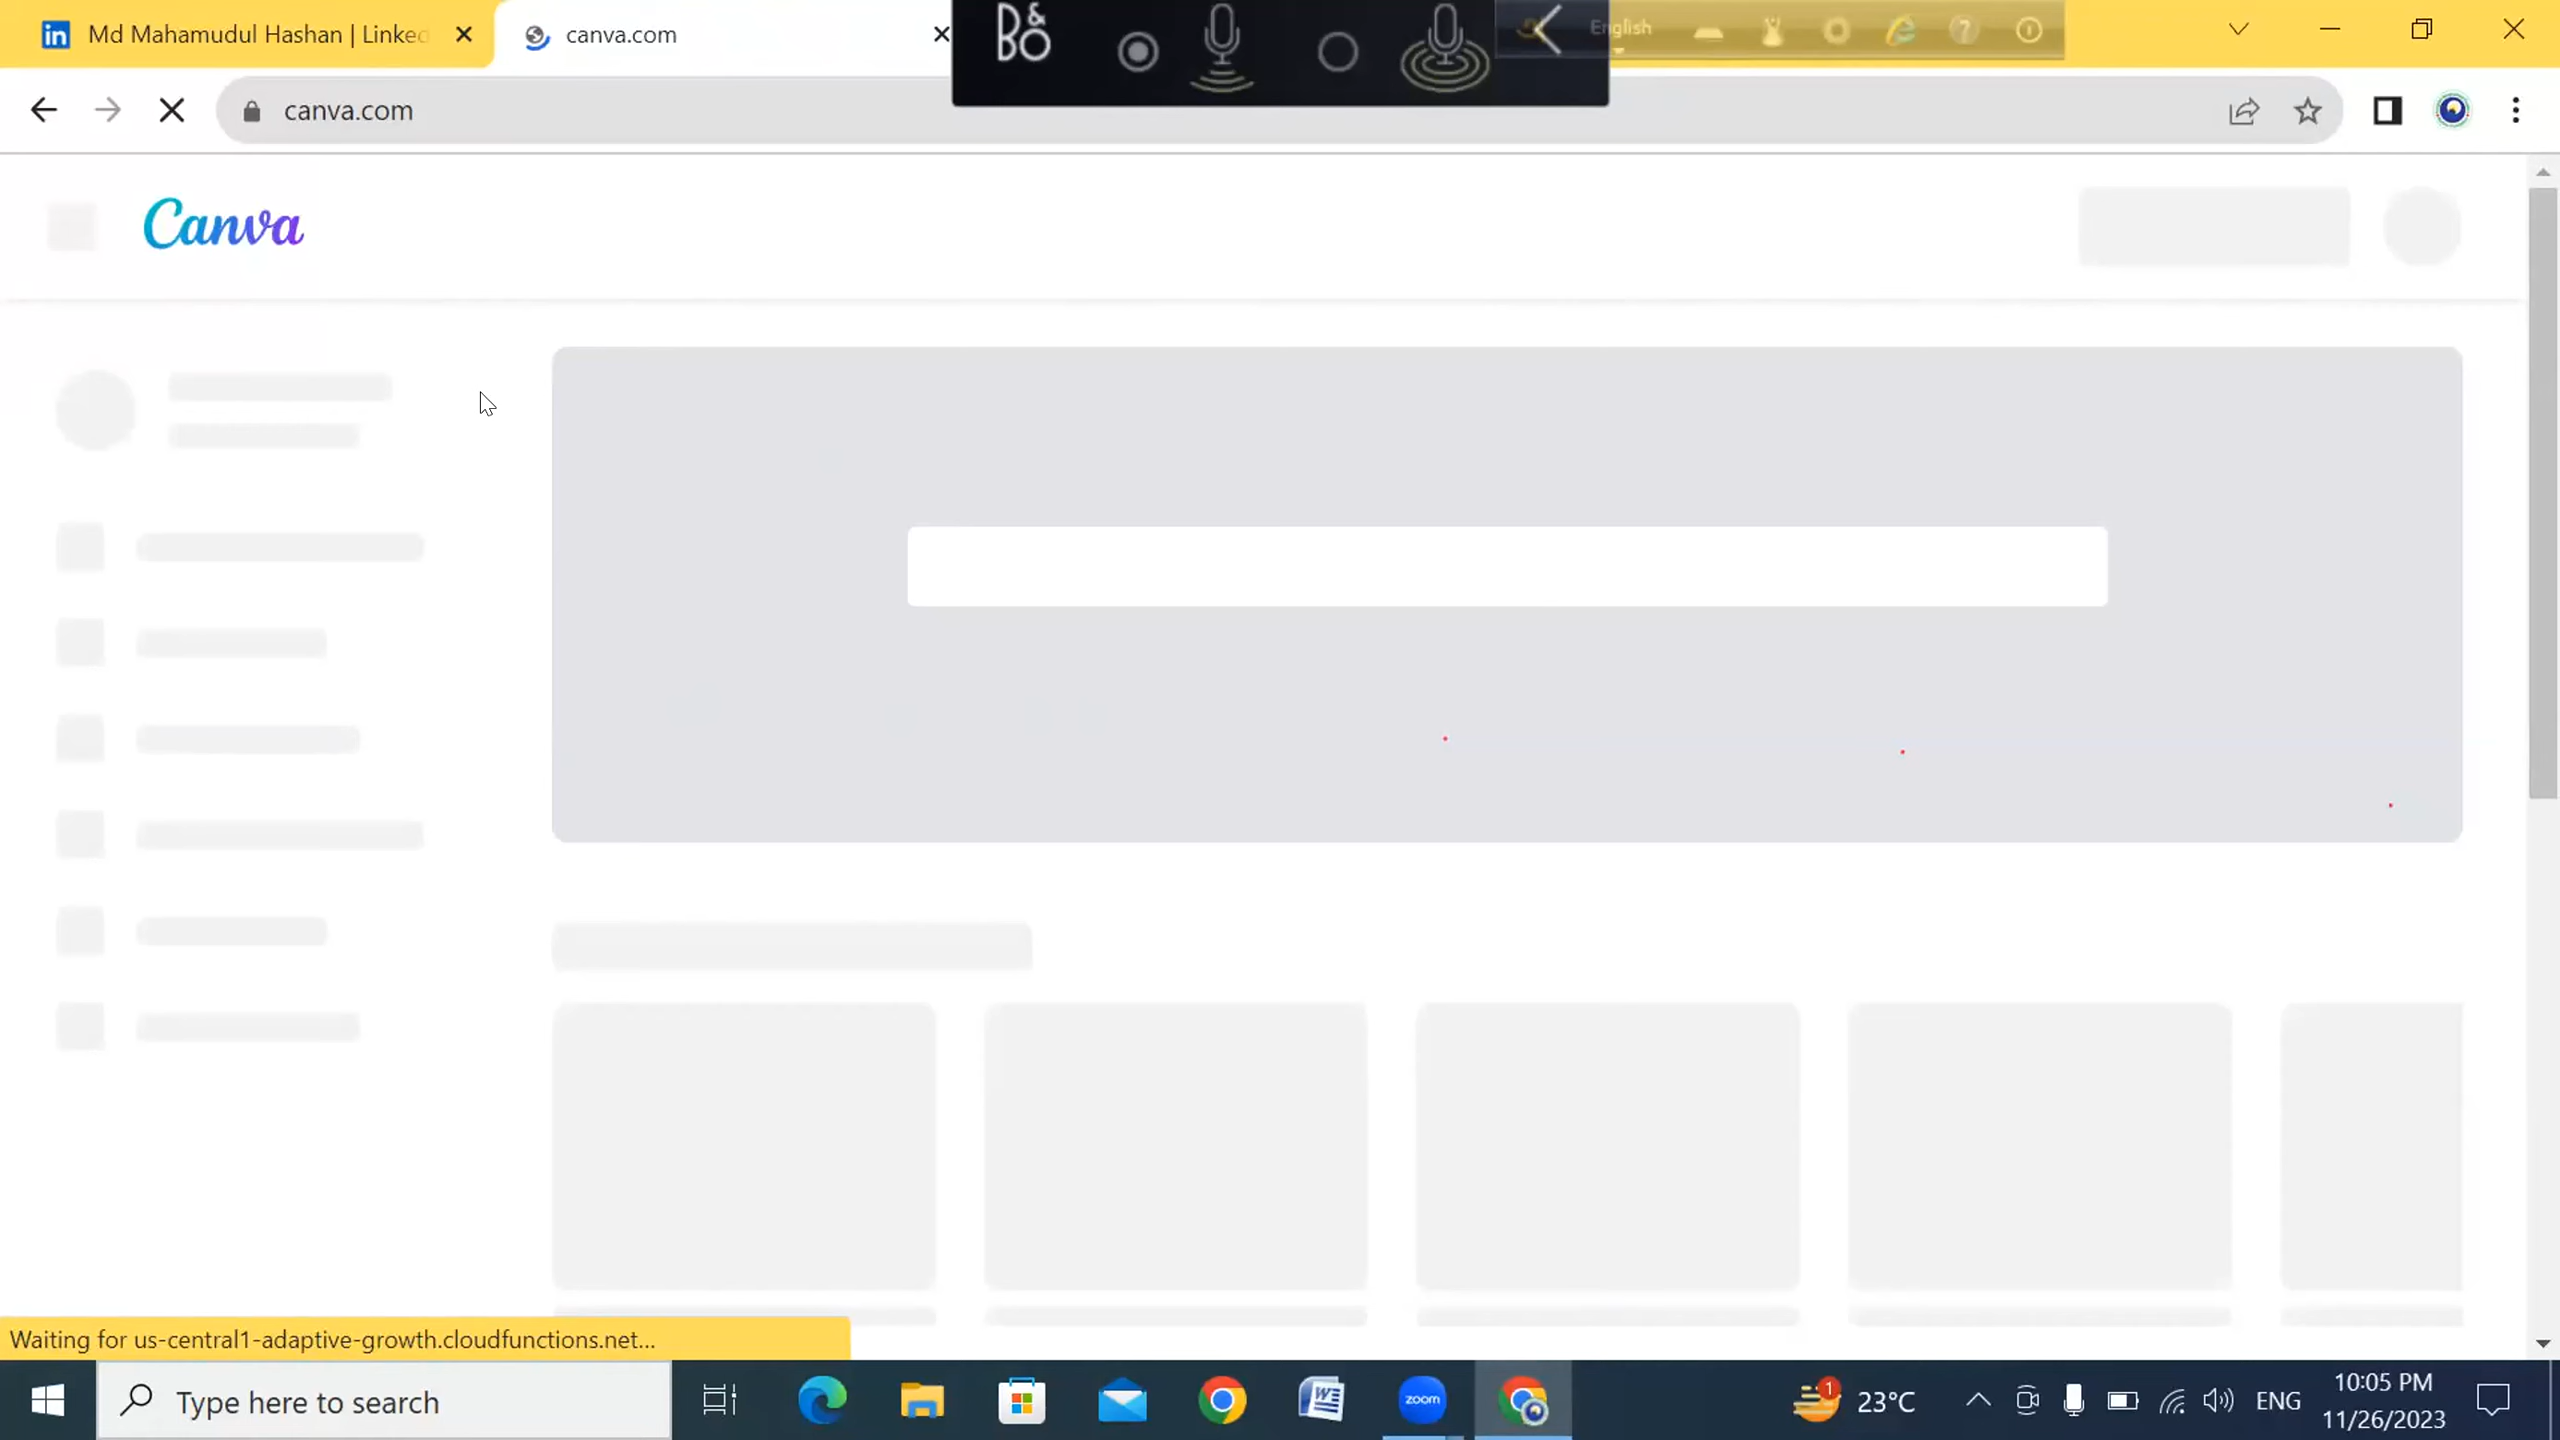 Md Mahamudul Hashan | Linked
canva.com
B&O
English
canva.com
Canva
Waiting for us-central1-adaptive-growth.cloudfunctions.net...
Type here to search
zoom
1
23°C
ENG
10:05 PM
11/26/2023